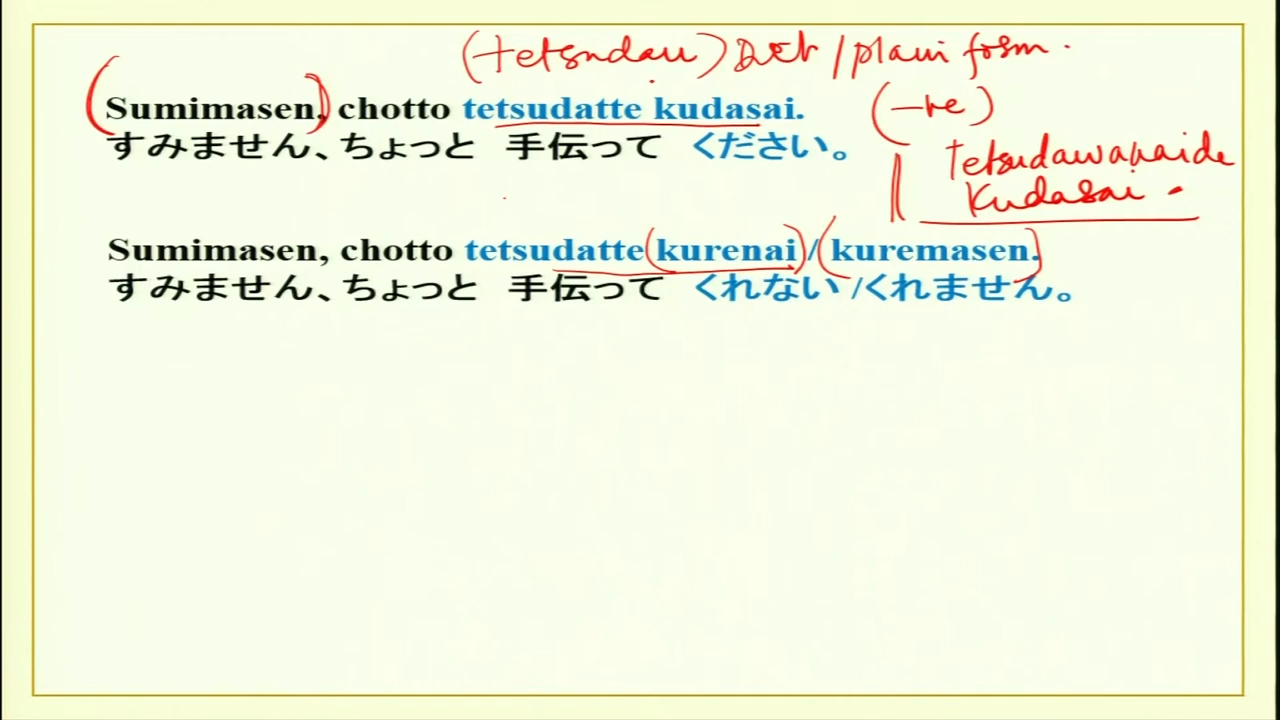 (tetsudau) Dict / plain form.
Sumimasen, chotto tetsudatte kudasai.
(-ve)
すみません、ちょっと 手伝って ください。
tetsudawanaide
Kudasai.
Sumimasen, chotto tetsudatte kurenai / kuremasen.
すみません、ちょっと 手伝って くれない /くれません。